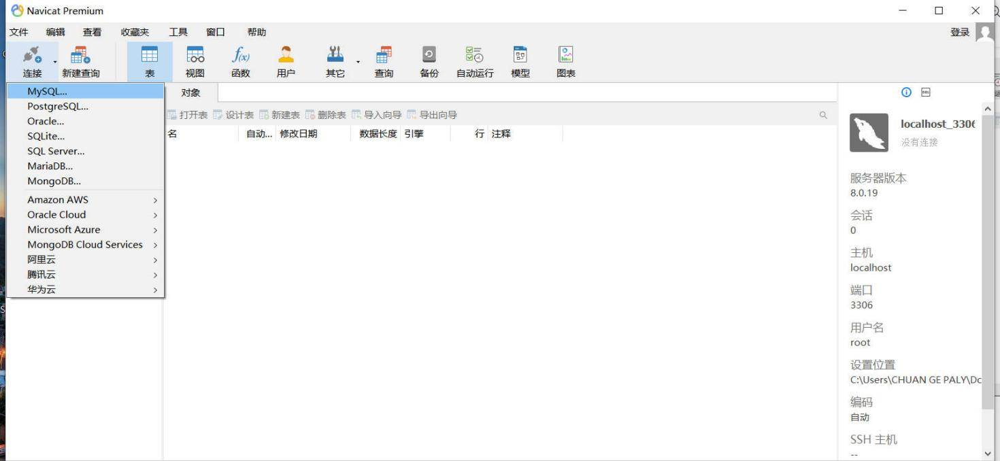 Navicat Premium
文件 编辑 查看 收藏夹 工具 窗口 帮助 登录
连接 新建查询 表 视图 函数 用户 其它 查询 备份 自动运行 模型 图表
MySQL...
PostgreSQL...
Oracle...
SQLite...
SQL Server...
MariaDB...
MongoDB...
Amazon AWS
Oracle Cloud
Microsoft Azure
MongoDB Cloud Services
阿里云
腾讯云
华为云
对象
打开表 设计表 新建表 删除表 导入向导 导出向导
名 自动... 修改日期 数据长度 引擎 行 注释
localhost_3306
没有连接
服务器版本
8.0.19
会话
0
主机
localhost
端口
3306
用户名
root
设置位置
C:\Users\CHUAN GE PALY\Dc
编码
自动
SSH 主机
--